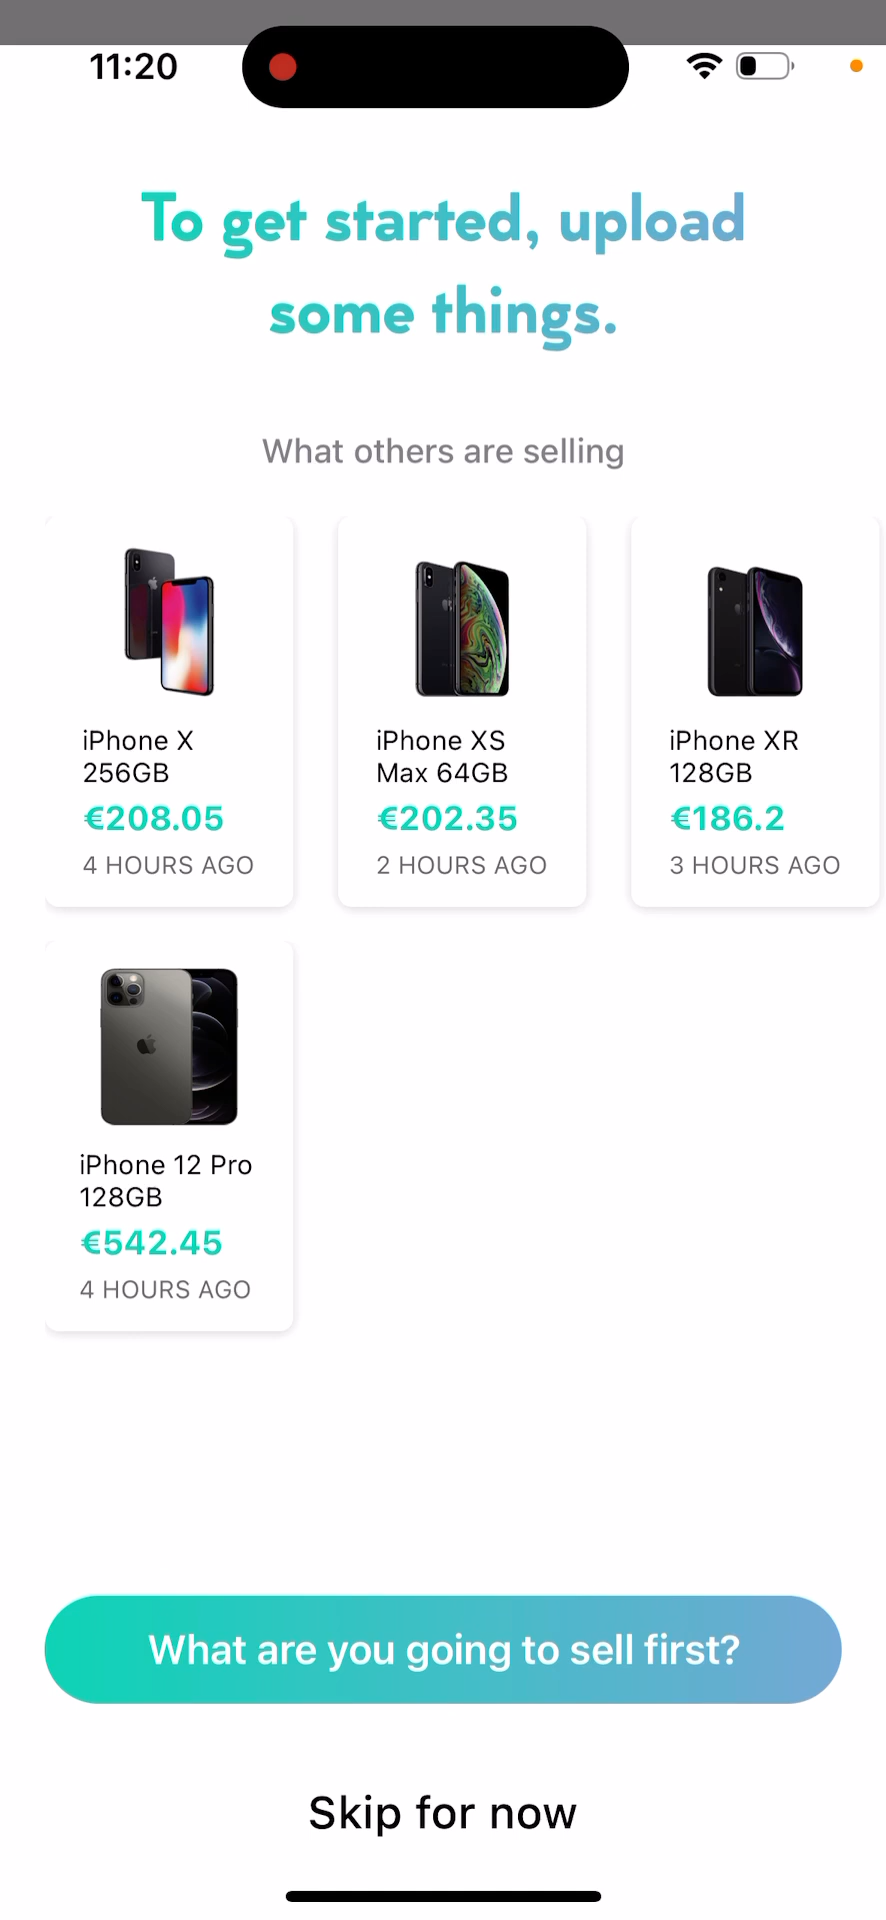 11:20
To get started, upload
some things.
What others are selling
iPhone X
256GB
€208.05
4 HOURS AGO
iPhone XS
Max 64GB
€202.35
2 HOURS AGO
iPhone XR
128GB
€186.2
3 HOURS AGO
iPhone 12 Pro
128GB
€542.45
4 HOURS AGO
What are you going to sell first?
Skip for now